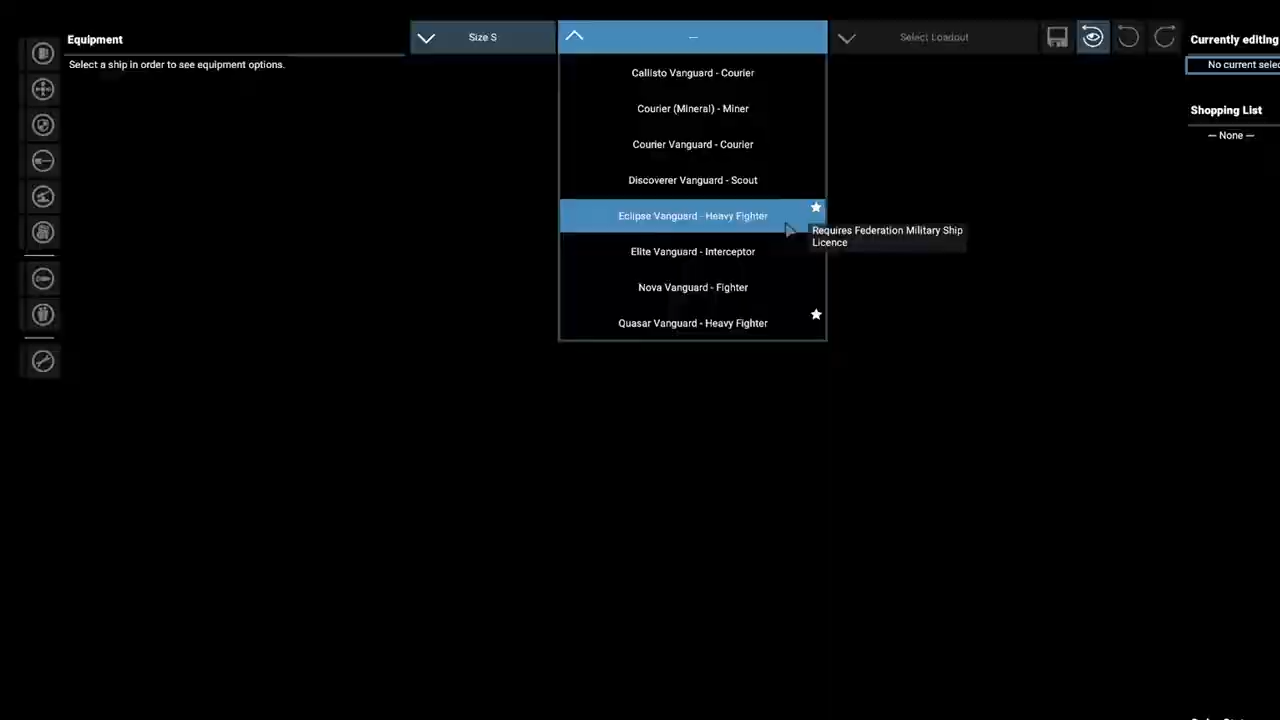 Equipment
Select a ship in order to see equipment options.
Size S
--
Select Loadout
Callisto Vanguard - Courier
Courier (Mineral) - Miner
Courier Vanguard - Courier
Discoverer Vanguard - Scout
Eclipse Vanguard - Heavy Fighter
Requires Federation Military Ship
Licence
Elite Vanguard - Interceptor
Nova Vanguard - Fighter
Quasar Vanguard - Heavy Fighter
Currently editing
No current selec
Shopping List
-- None --